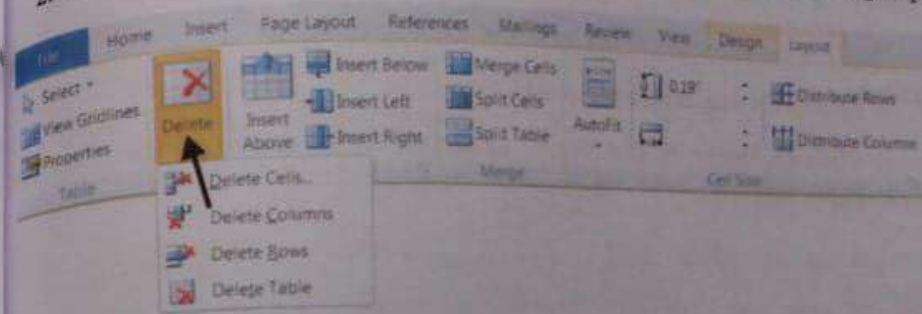 File Home Insert Page Layout References Mailings Review View Design Layout
Select
View Gridlines
Properties
Table
Delete
Insert Above
Insert Below
Insert Left
Insert Right
Merge Cells
Split Cells
Split Table
Merge
AutoFit
0.19"
Distribute Rows
Distribute Columns
Cell Size
Delete Cells...
Delete Columns
Delete Rows
Delete Table